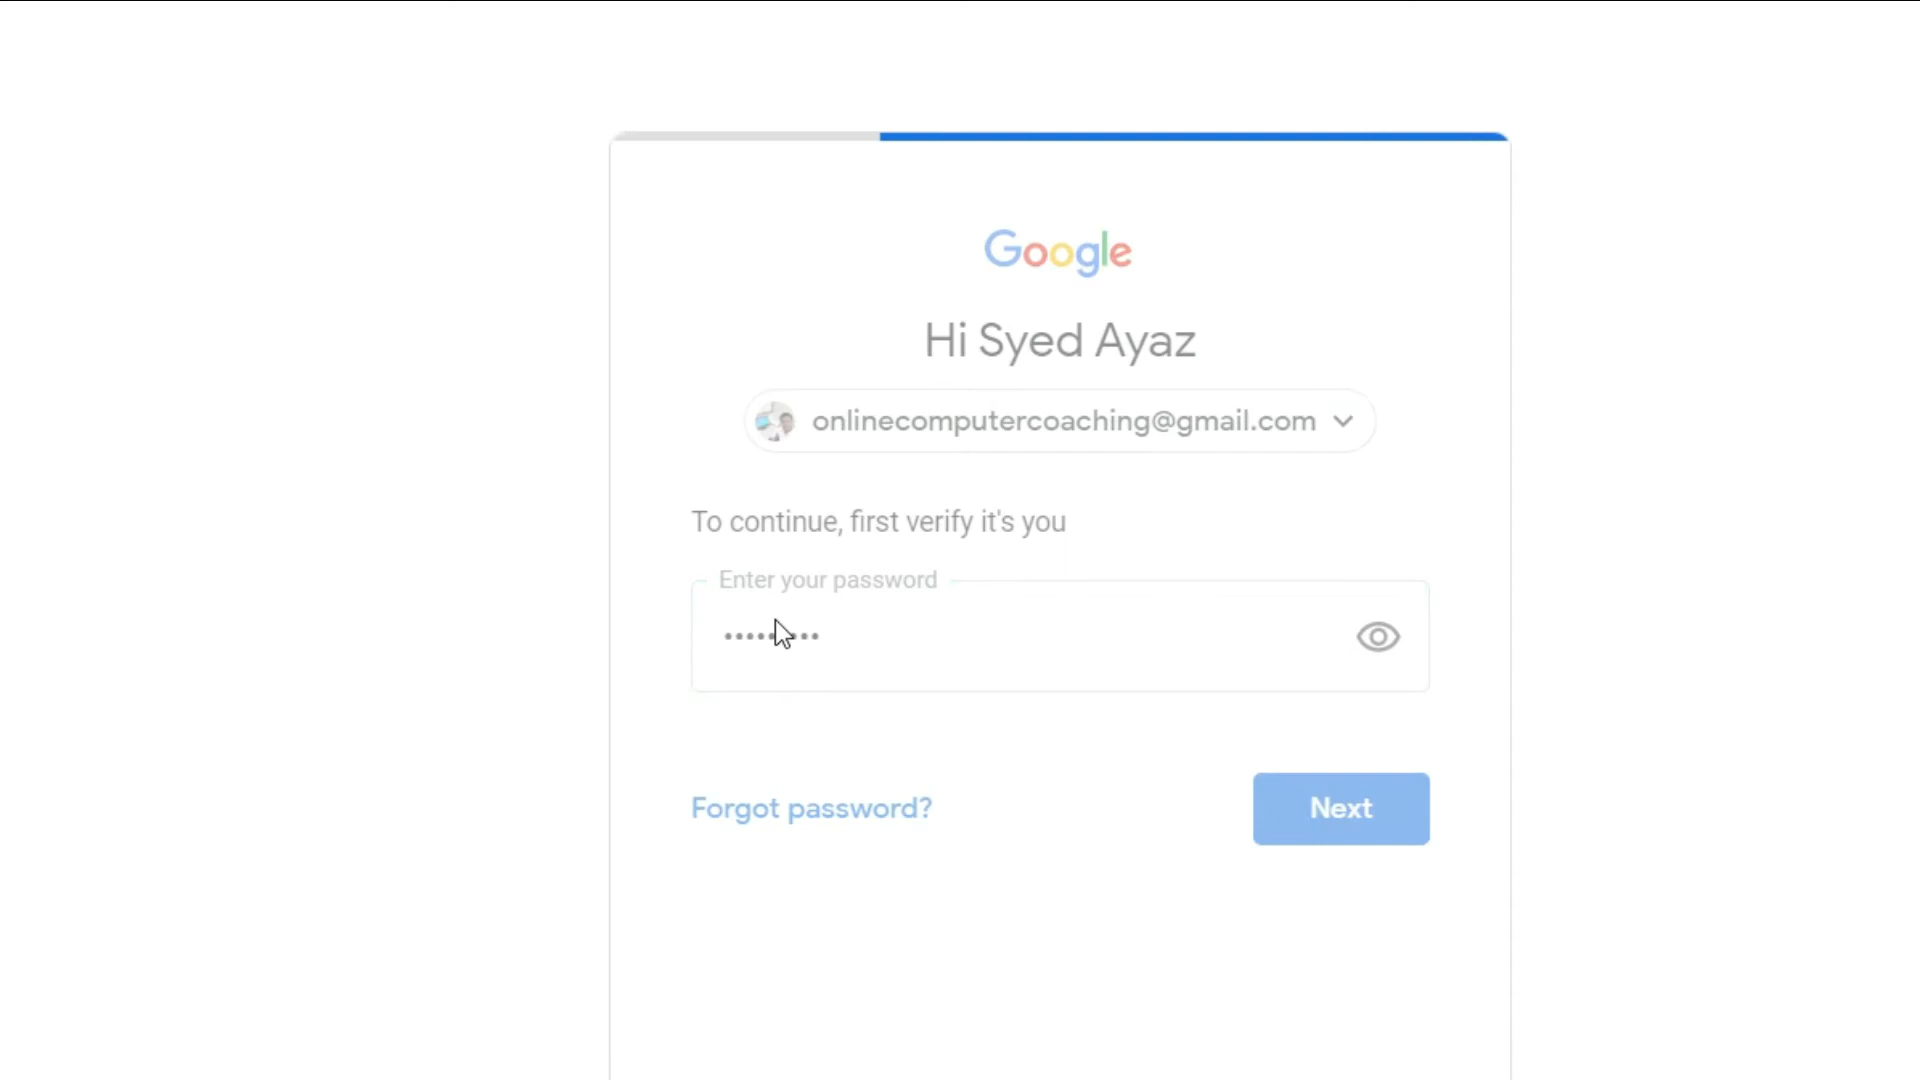 Google
Hi Syed Ayaz
onlinecomputercoaching@gmail.com
To continue, first verify it's you
Enter your password
•••••••••
Forgot password?
Next